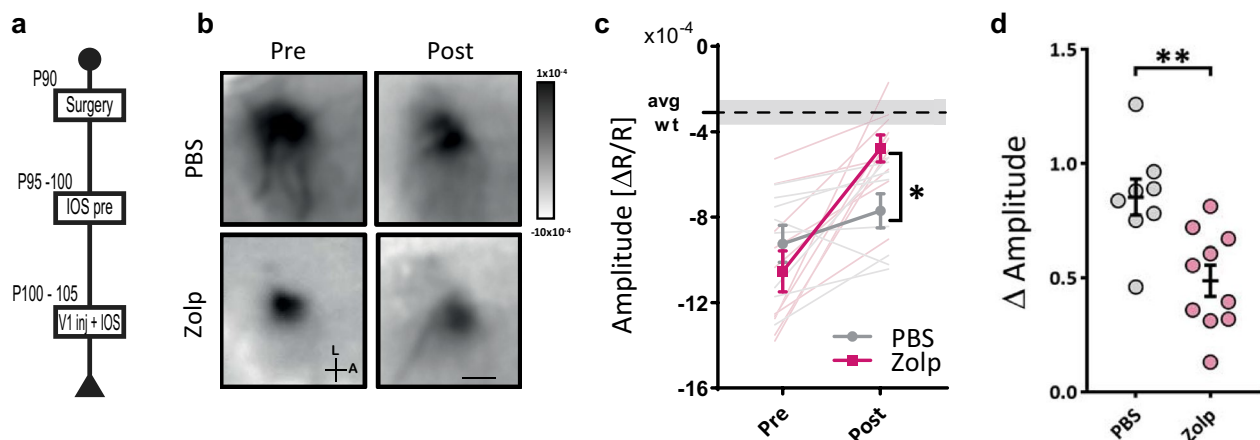 a
P90
Surgery
P95 -100
IOS pre
P100 - 105
V1 inj + IOS
b
Pre
Post
PBS
Zolp
L
A
1x10⁻⁴
-10x10⁻⁴
c
x10⁻⁴
Amplitude [ΔR/R]
0
-4
-8
-12
-16
avg
wt
*
PBS
Zolp
Pre
Post
d
Δ Amplitude
1.5
1.0
0.5
0.0
**
PBS
Zolp